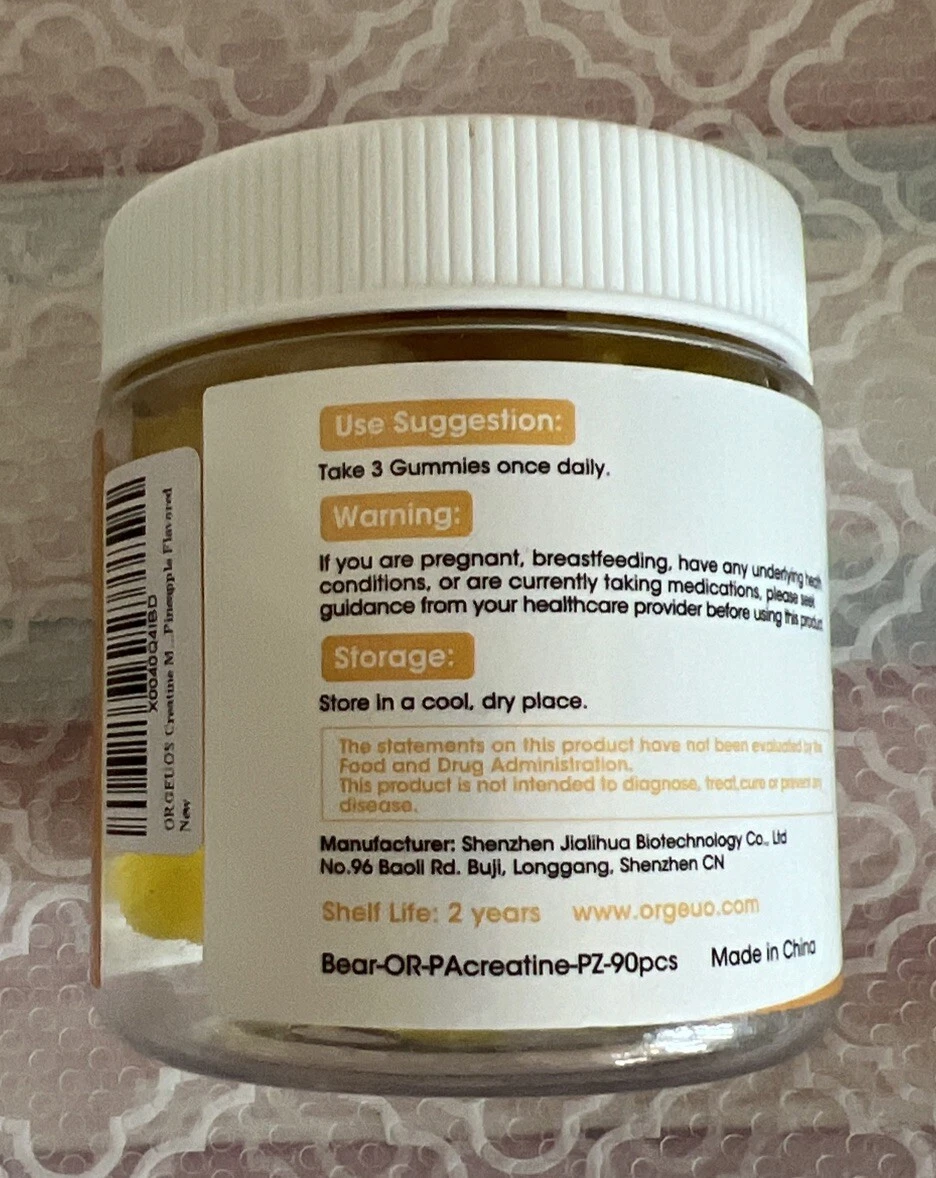 Use Suggestion:
Take 3 Gummies once daily.
Warning:
If you are pregnant, breastfeeding, have any underlying health
conditions, or are currently taking medications, please seek
guidance from your healthcare provider before using this product
Storage:
Store in a cool, dry place.
The statements on this product have not been evaluated by the
Food and Drug Administration.
This product is not intended to diagnose, treat,cure or prevent any
disease.
Manufacturer: Shenzhen Jialihua Biotechnology Co., Ltd
No.96 Baoli Rd. Buji, Longgang, Shenzhen CN
Shelf Life: 2 years www.orgeuo.com
Bear-OR-PAcreatine-PZ-90pcs Made in China
X0040Q4IBD
ORGEUOS Creatine M...Pineapple Flavored
New